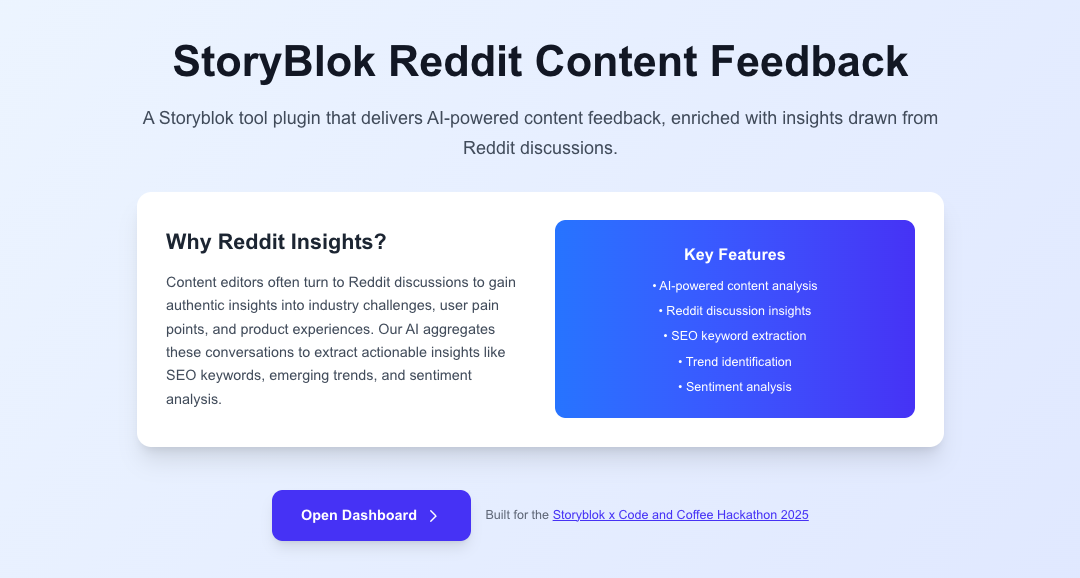 StoryBlok Reddit Content Feedback
A Storyblok tool plugin that delivers AI-powered content feedback, enriched with insights drawn from
Reddit discussions.
Why Reddit Insights?
Content editors often turn to Reddit discussions to gain
authentic insights into industry challenges, user pain
points, and product experiences. Our AI aggregates
these conversations to extract actionable insights like
SEO keywords, emerging trends, and sentiment
analysis.
Key Features
• AI-powered content analysis
• Reddit discussion insights
• SEO keyword extraction
• Trend identification
• Sentiment analysis
Open Dashboard
Built for the Storyblok x Code and Coffee Hackathon 2025